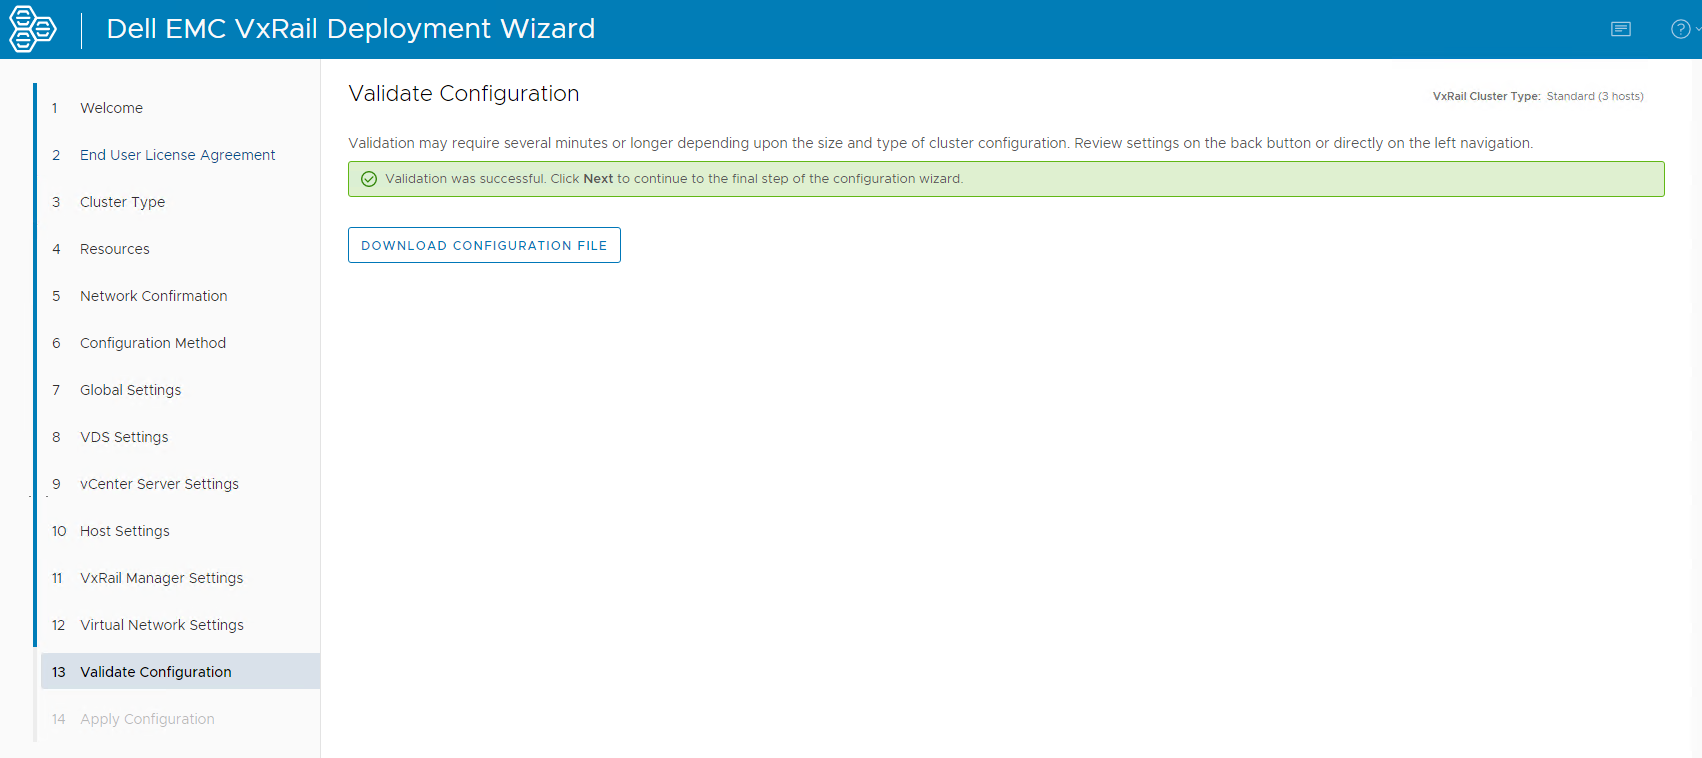 Dell EMC VxRail Deployment Wizard
1 Welcome
2 End User License Agreement
3 Cluster Type
4 Resources
5 Network Confirmation
6 Configuration Method
7 Global Settings
8 VDS Settings
9 vCenter Server Settings
10 Host Settings
11 VxRail Manager Settings
12 Virtual Network Settings
13 Validate Configuration
14 Apply Configuration
Validate Configuration
VxRail Cluster Type: Standard (3 hosts)
Validation may require several minutes or longer depending upon the size and type of cluster configuration. Review settings on the back button or directly on the left navigation.
Validation was successful. Click Next to continue to the final step of the configuration wizard.
DOWNLOAD CONFIGURATION FILE